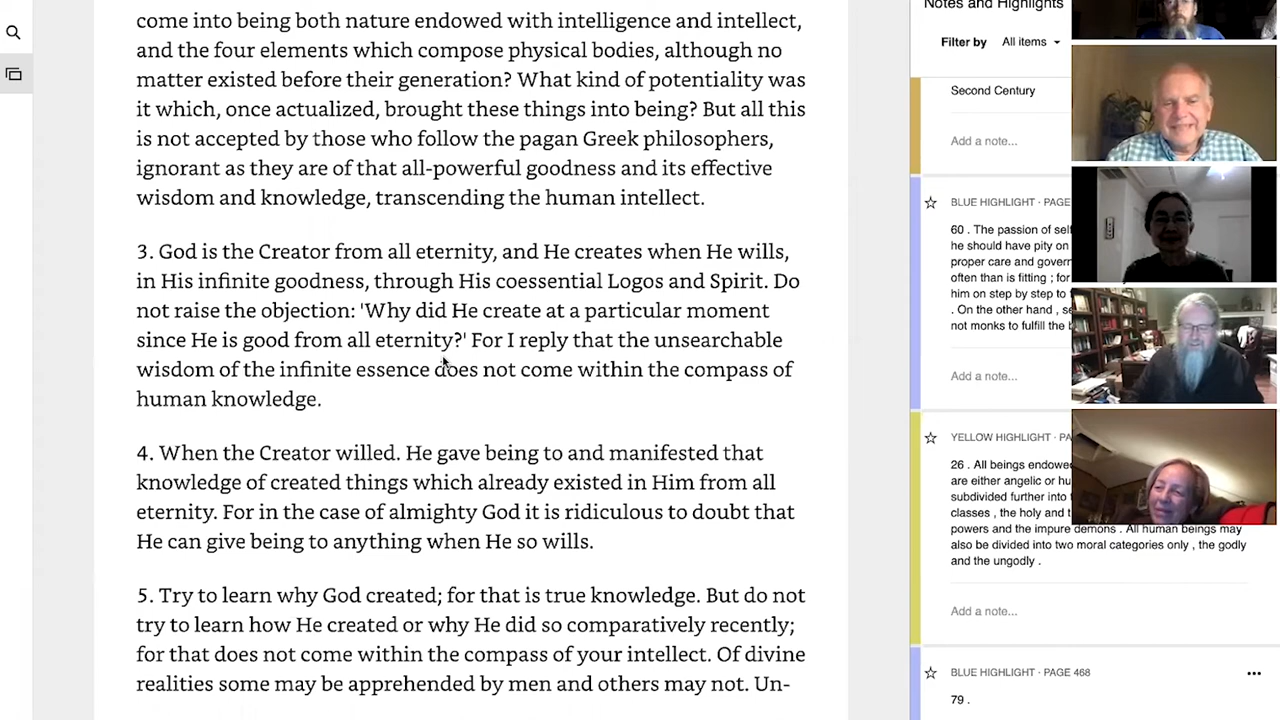 come into being both nature endowed with intelligence and intellect,
and the four elements which compose physical bodies, although no
matter existed before their generation? What kind of potentiality was
it which, once actualized, brought these things into being? But all this
is not accepted by those who follow the pagan Greek philosophers,
ignorant as they are of that all-powerful goodness and its effective
wisdom and knowledge, transcending the human intellect.
3. God is the Creator from all eternity, and He creates when He wills,
in His infinite goodness, through His coessential Logos and Spirit. Do
not raise the objection: 'Why did He create at a particular moment
since He is good from all eternity?' For I reply that the unsearchable
wisdom of the infinite essence does not come within the compass of
human knowledge.
4. When the Creator willed. He gave being to and manifested that
knowledge of created things which already existed in Him from all
eternity. For in the case of almighty God it is ridiculous to doubt that
He can give being to anything when He so wills.
5. Try to learn why God created; for that is true knowledge. But do not
try to learn how He created or why He did so comparatively recently;
for that does not come within the compass of your intellect. Of divine
realities some may be apprehended by men and others may not. Un-
Notes and Highlights
Filter by All items
Second Century
Add a note...
BLUE HIGHLIGHT · PAGE
60 . The passion of self
he should have pity on
proper care and govern
often than is fitting ; for
him on step by step to
. On the other hand , se
not monks to fulfill the
Add a note...
YELLOW HIGHLIGHT · PA
26 . All beings endowe
are either angelic or hu
subdivided further into
classes , the holy and
powers and the impure demons . All human beings may
also be divided into two moral categories only , the godly
and the ungodly .
Add a note...
BLUE HIGHLIGHT · PAGE 468
79 .